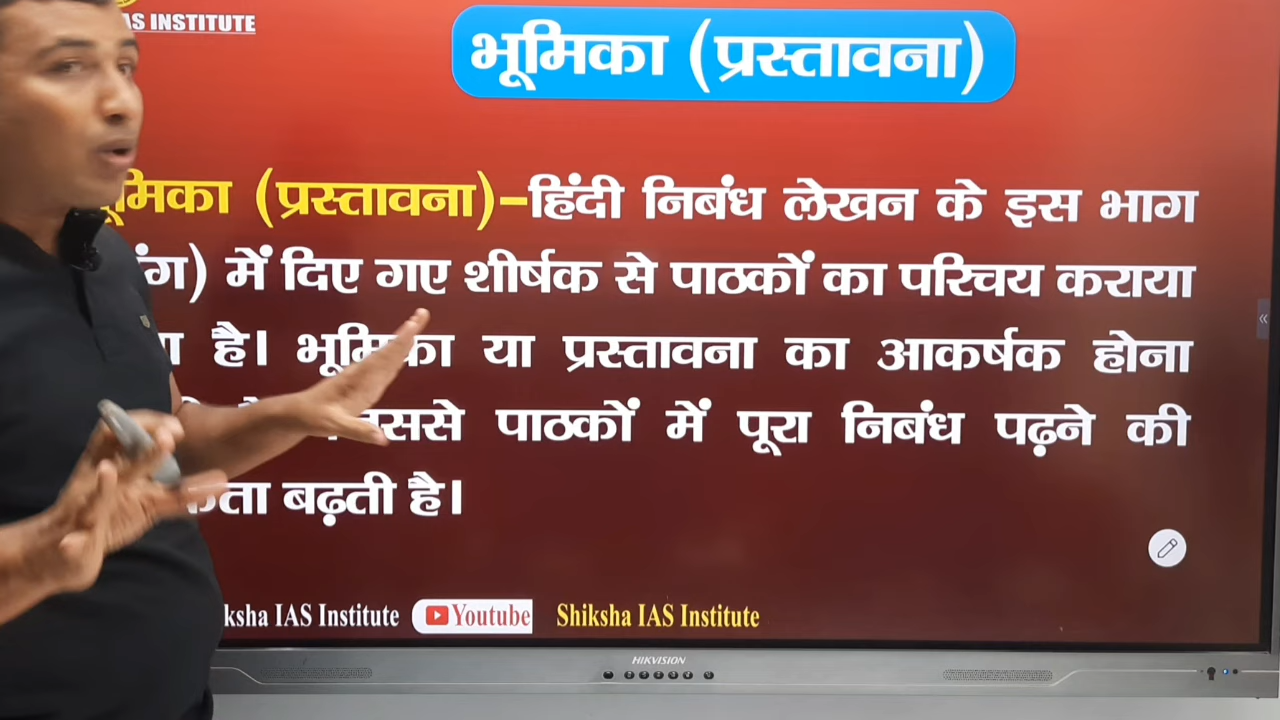 IAS INSTITUTE
भूमिका (प्रस्तावना)
भूमिका (प्रस्तावना)-हिंदी निबंध लेखन के इस भाग
में दिए गए शीर्षक से पाठकों का परिचय कराया
है। भूमिका या प्रस्तावना का आकर्षक होना
पाठकों में पूरा निबंध पढ़ने की
बढ़ती है।
IAS Institute Youtube Shiksha IAS Institute
HIKVISION